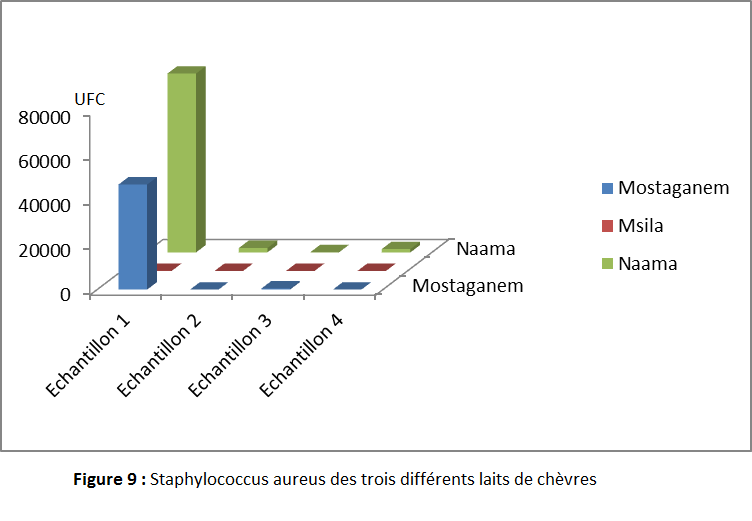 UFC
80000
60000
40000
20000
0
Echantillon 1
Echantillon 2
Echantillon 3
Echantillon 4
Naama
Mostaganem
Mostaganem
Msila
Naama
Figure 9 : Staphylococcus aureus des trois différents laits de chèvres